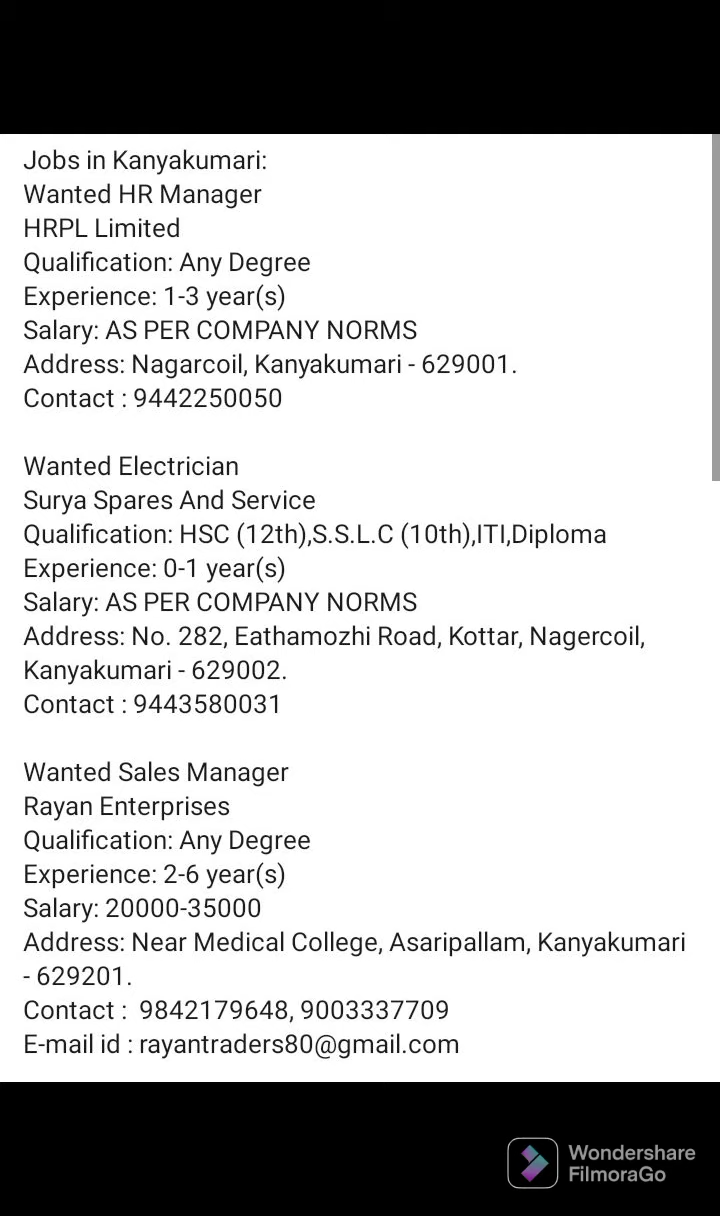 Jobs in Kanyakumari:
Wanted HR Manager
HRPL Limited
Qualification: Any Degree
Experience: 1-3 year(s)
Salary: AS PER COMPANY NORMS
Address: Nagarcoil, Kanyakumari - 629001.
Contact : 9442250050

Wanted Electrician
Surya Spares And Service
Qualification: HSC (12th),S.S.L.C (10th),ITI,Diploma
Experience: 0-1 year(s)
Salary: AS PER COMPANY NORMS
Address: No. 282, Eathamozhi Road, Kottar, Nagercoil,
Kanyakumari - 629002.
Contact : 9443580031

Wanted Sales Manager
Rayan Enterprises
Qualification: Any Degree
Experience: 2-6 year(s)
Salary: 20000-35000
Address: Near Medical College, Asaripallam, Kanyakumari
- 629201.
Contact :  9842179648, 9003337709
E-mail id : rayantraders80@gmail.com
Wondershare
FilmoraGo